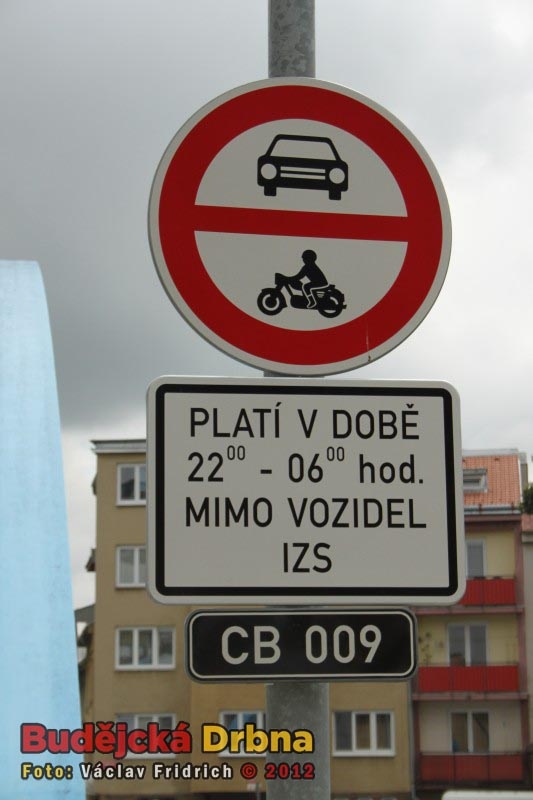 PLATÍ V DOBĚ
22⁰⁰ - 06⁰⁰ hod.
MIMO VOZIDEL
IZS
CB 009
Budějcká Drbna
Foto: Václav Fridrich © 2012